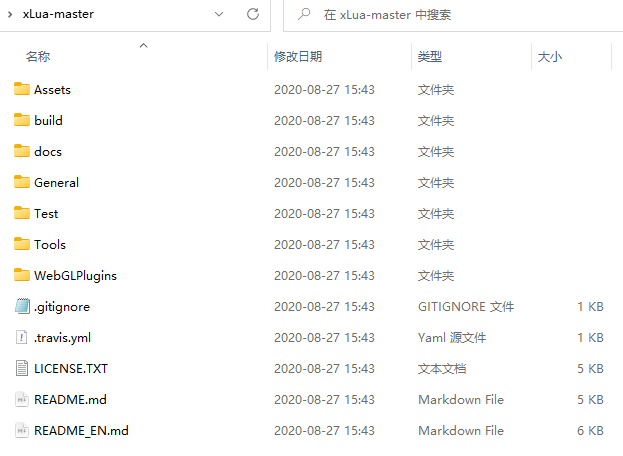 xLua-master
在 xLua-master 中搜索
名称 修改日期 类型 大小
Assets 2020-08-27 15:43 文件夹
build 2020-08-27 15:43 文件夹
docs 2020-08-27 15:43 文件夹
General 2020-08-27 15:43 文件夹
Test 2020-08-27 15:43 文件夹
Tools 2020-08-27 15:43 文件夹
WebGLPlugins 2020-08-27 15:43 文件夹
.gitignore 2020-08-27 15:43 GITIGNORE 文件 1 KB
.travis.yml 2020-08-27 15:43 Yaml 源文件 1 KB
LICENSE.TXT 2020-08-27 15:43 文本文档 5 KB
README.md 2020-08-27 15:43 Markdown File 5 KB
README_EN.md 2020-08-27 15:43 Markdown File 6 KB